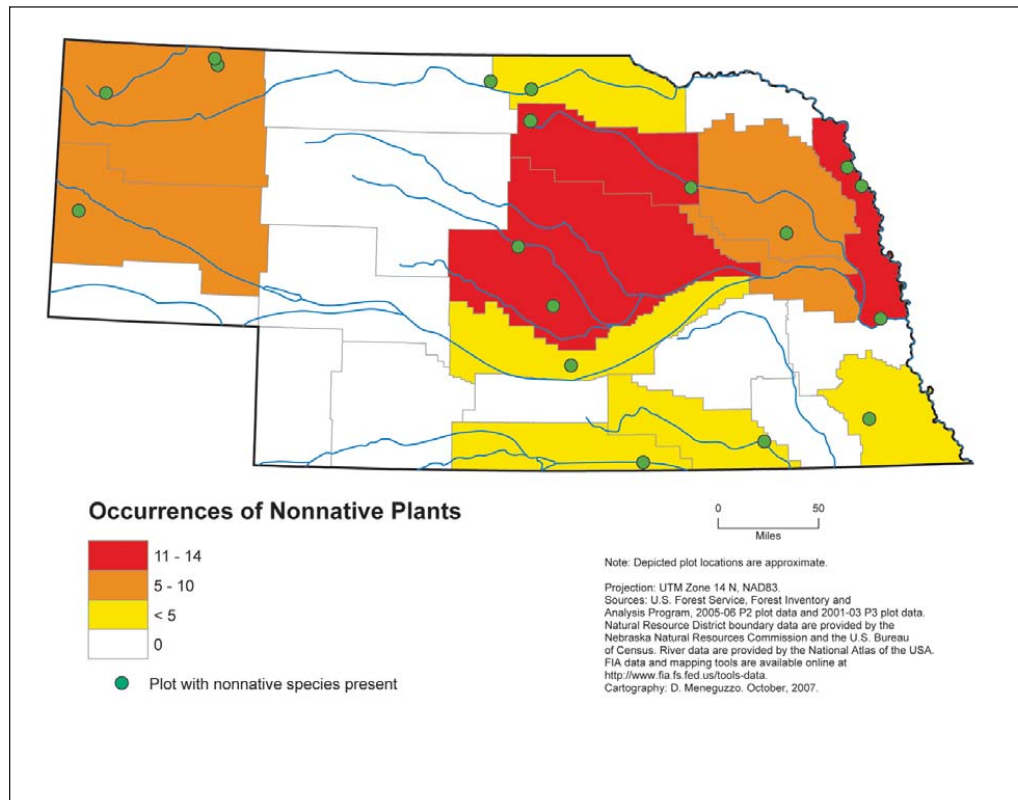 Occurrences of Nonnative Plants
11 - 14
5 - 10
< 5
0
Plot with nonnative species present
0 50
Miles
Note: Depicted plot locations are approximate.
Projection: UTM Zone 14 N, NAD83.
Sources: U.S. Forest Service, Forest Inventory and
Analysis Program, 2005-06 P2 plot data and 2001-03 P3 plot data.
Natural Resource District boundary data are provided by the
Nebraska Natural Resources Commission and the U.S. Bureau
of Census. River data are provided by the National Atlas of the USA.
FIA data and mapping tools are available online at
http://www.fia.fs.fed.us/tools-data.
Cartography: D. Meneguzzo. October, 2007.